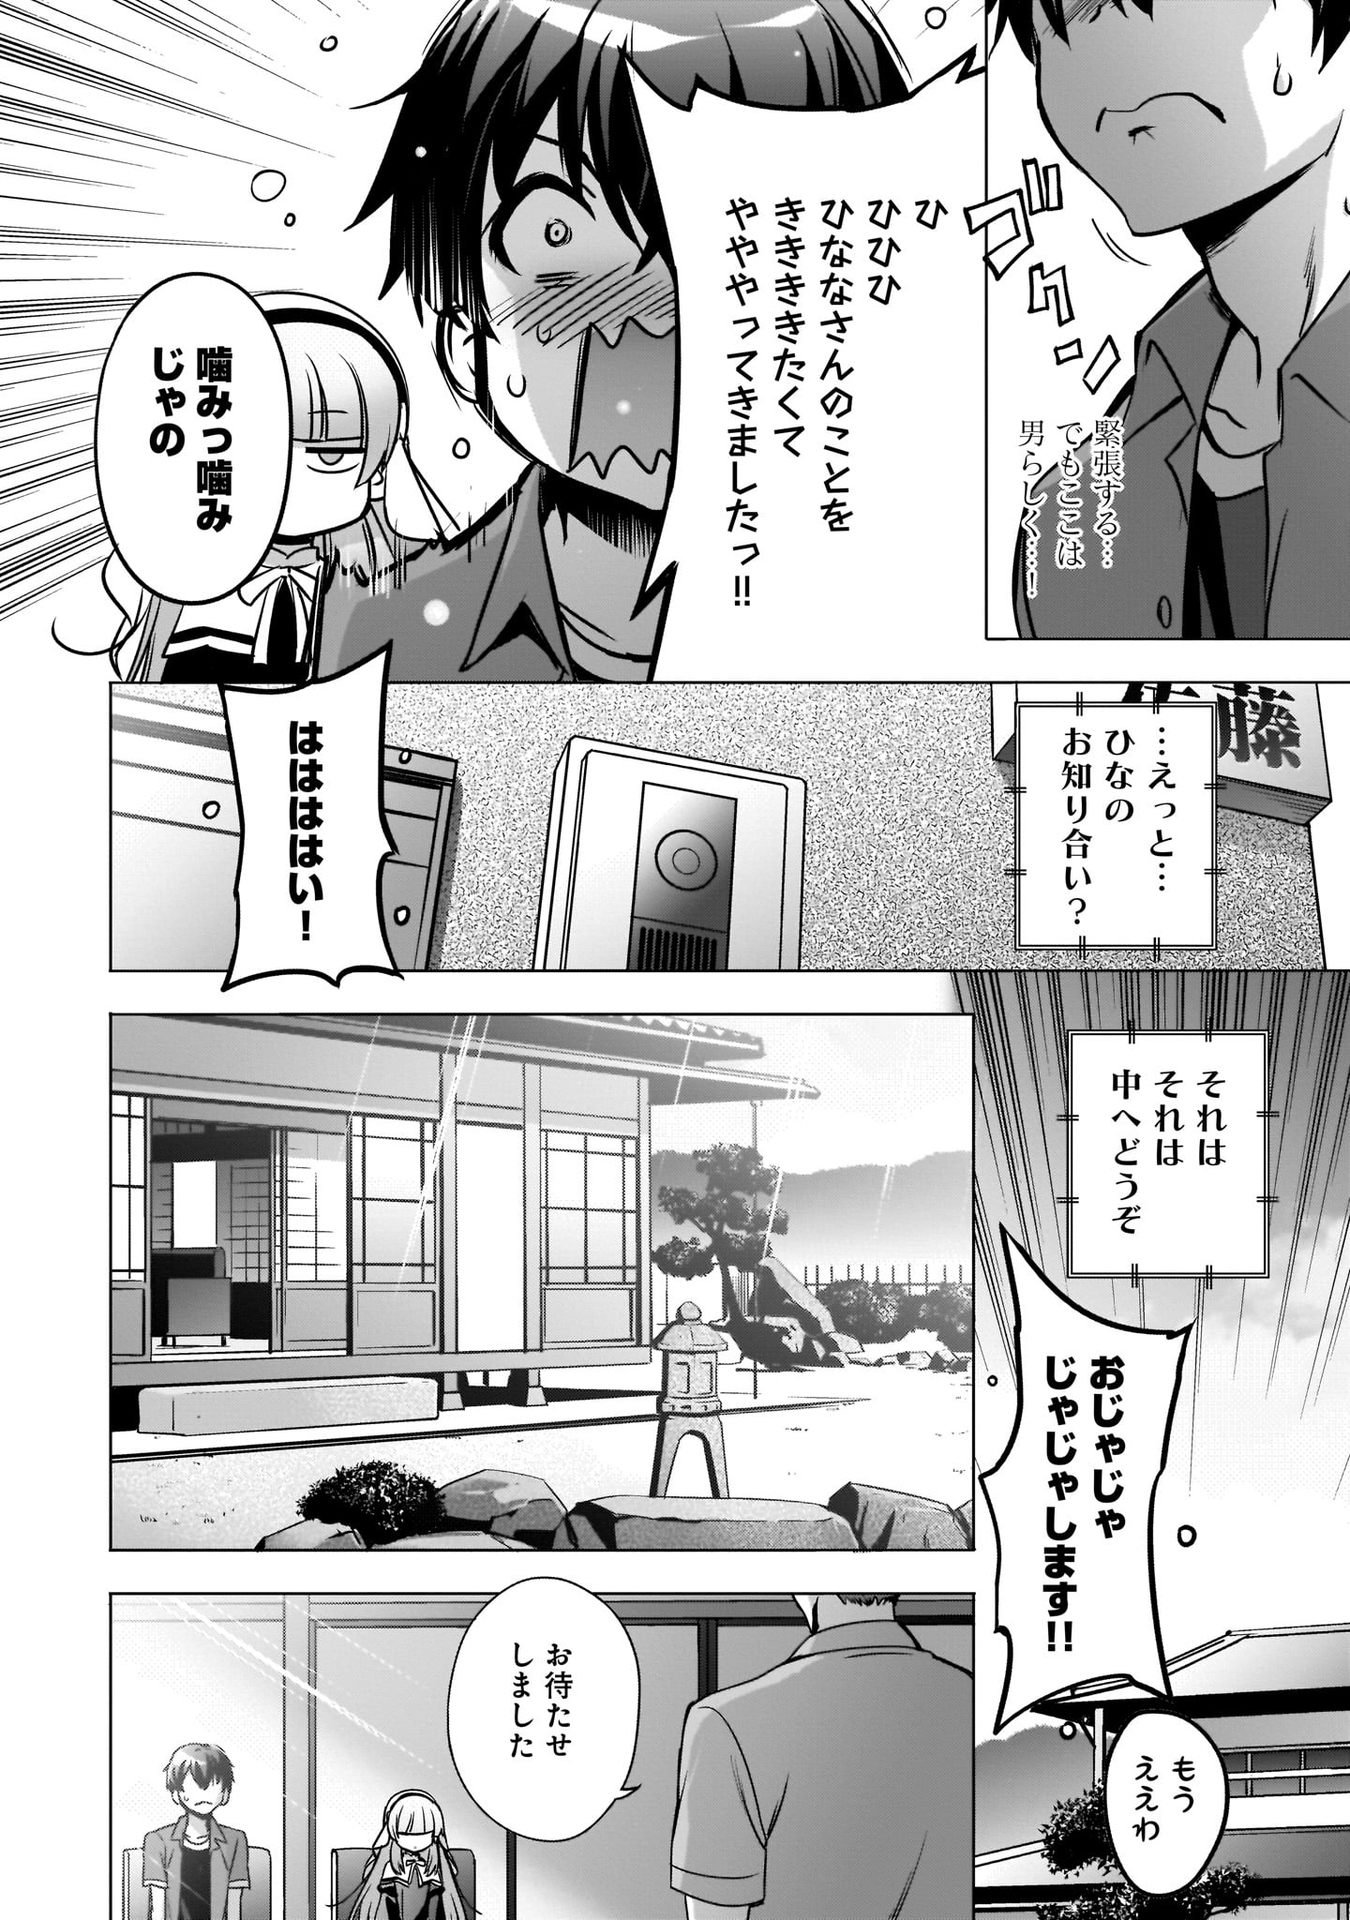 ゴクン
緊張する…
でもここは
男らしく…！
ひ
ひひひ
ひななさんのことを
きききききたくて
やややってきましたっ!!
噛みっ噛み
じゃの
佐藤
…えっと…
ひなの
お知り合い？
はははははい！
それは
それは
中へどうぞ
おじゃじゃ
じゃじゃします!!
もう
ええわ
お待たせ
しました